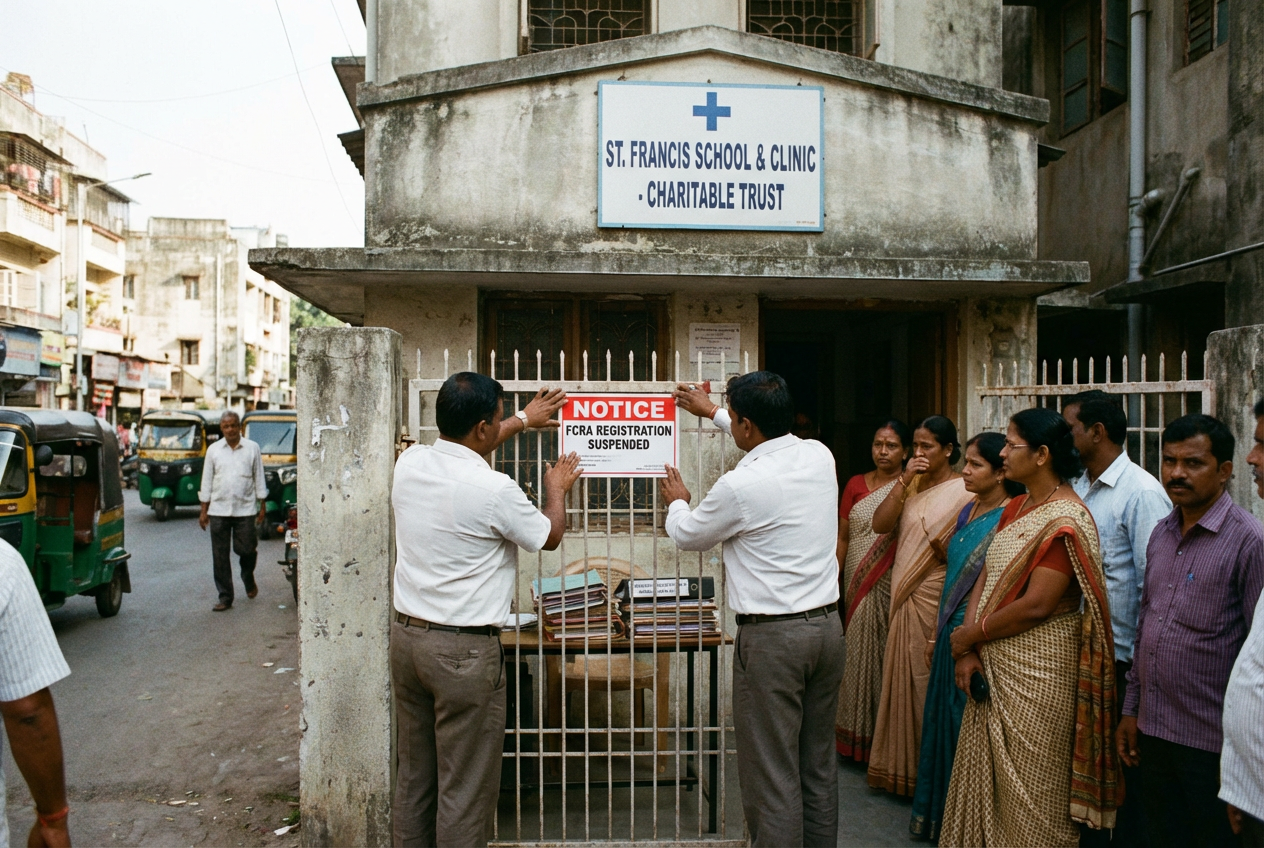 ST. FRANCIS SCHOOL & CLINIC
· CHARITABLE TRUST
NOTICE
FCRA REGISTRATION
SUSPENDED